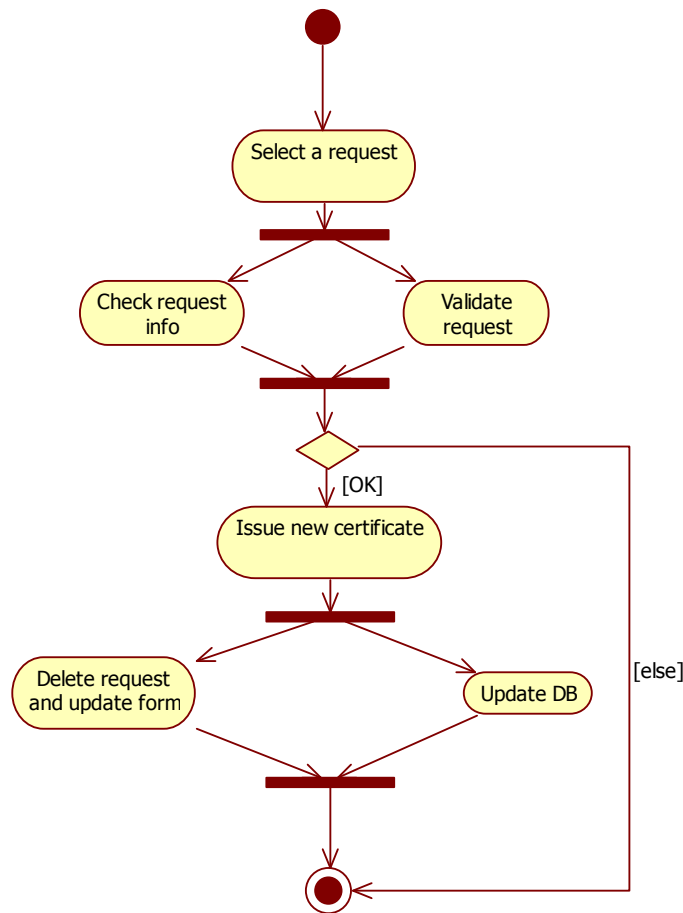 Select a request
Check request
info
Validate
request
[OK]
Issue new certificate
[else]
Delete request
and update form
Update DB